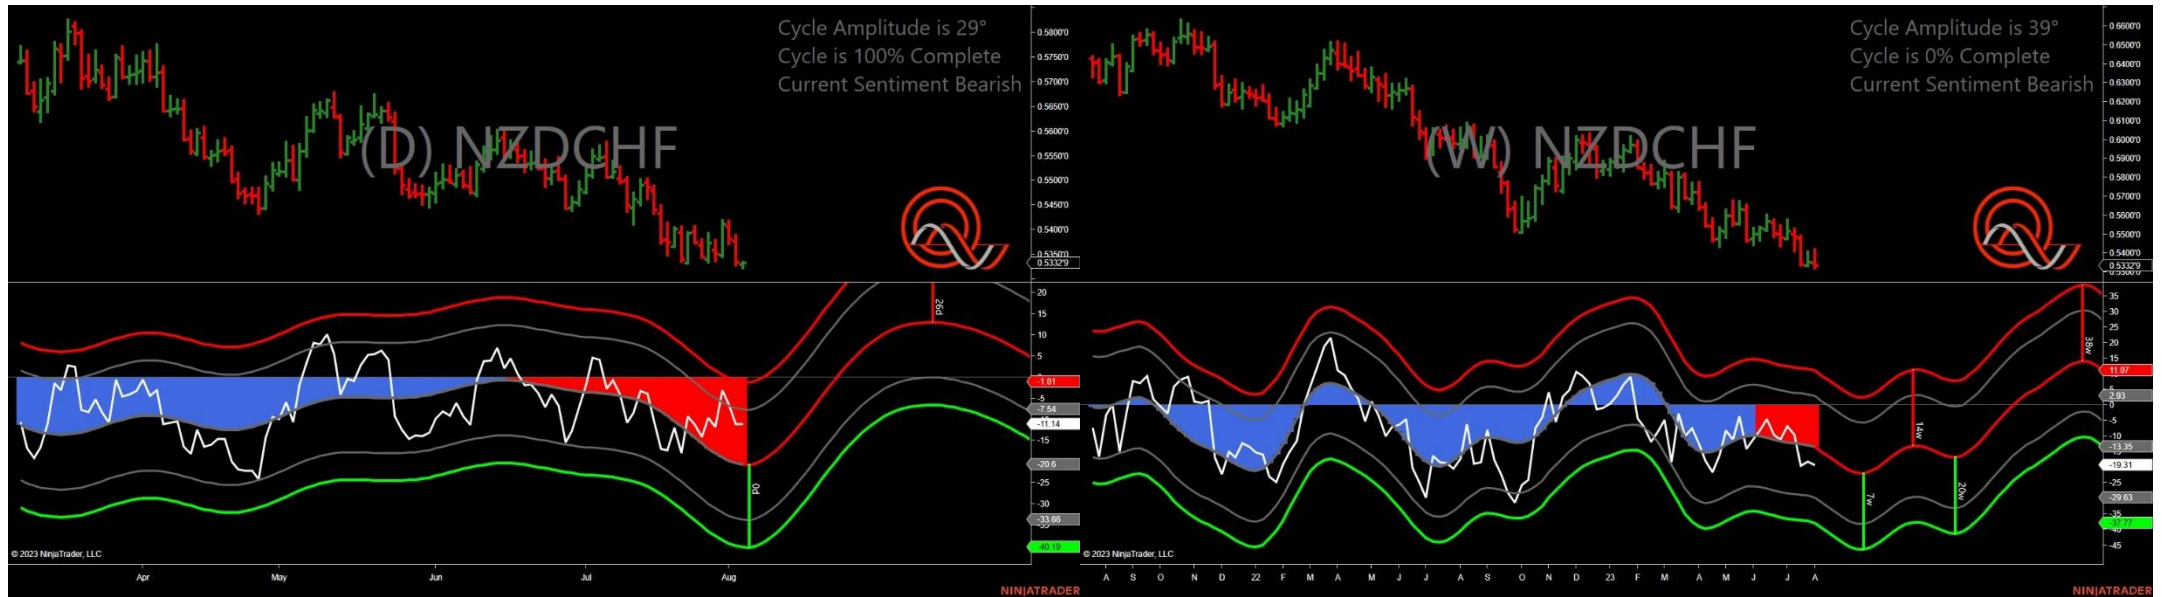 Cycle Amplitude is 29°
Cycle is 100% Complete
Current Sentiment Bearish
(D) NZDCHF
0.5800'0
0.5750'0
0.5700'0
0.5650'0
0.5600'0
0.5550'0
0.5500'0
0.5450'0
0.5400'0
0.5350'0
0.5332'9
20
15
10
5
-1.01
-5
-7.54
-11.14
-15
-20.6
-25
-30
-33.66
-40.19
26d
0d
© 2023 NinjaTrader, LLC
Apr May Jun Jul Aug
NINJATRADER
Cycle Amplitude is 39°
Cycle is 0% Complete
Current Sentiment Bearish
(W) NZDCHF
0.6600'0
0.6500'0
0.6400'0
0.6300'0
0.6200'0
0.6100'0
0.6000'0
0.5900'0
0.5800'0
0.5700'0
0.5600'0
0.5500'0
0.5400'0
0.5332'9
35
30
25
20
15
11.07
5
2.93
0
-5
-10
-13.35
-19.31
-25
-29.63
-37.77
-45
38w
14w
7w
20w
© 2023 NinjaTrader, LLC
A S O N D 22 F M A M J J A S O N D 23 F M A M J J A
NINJATRADER